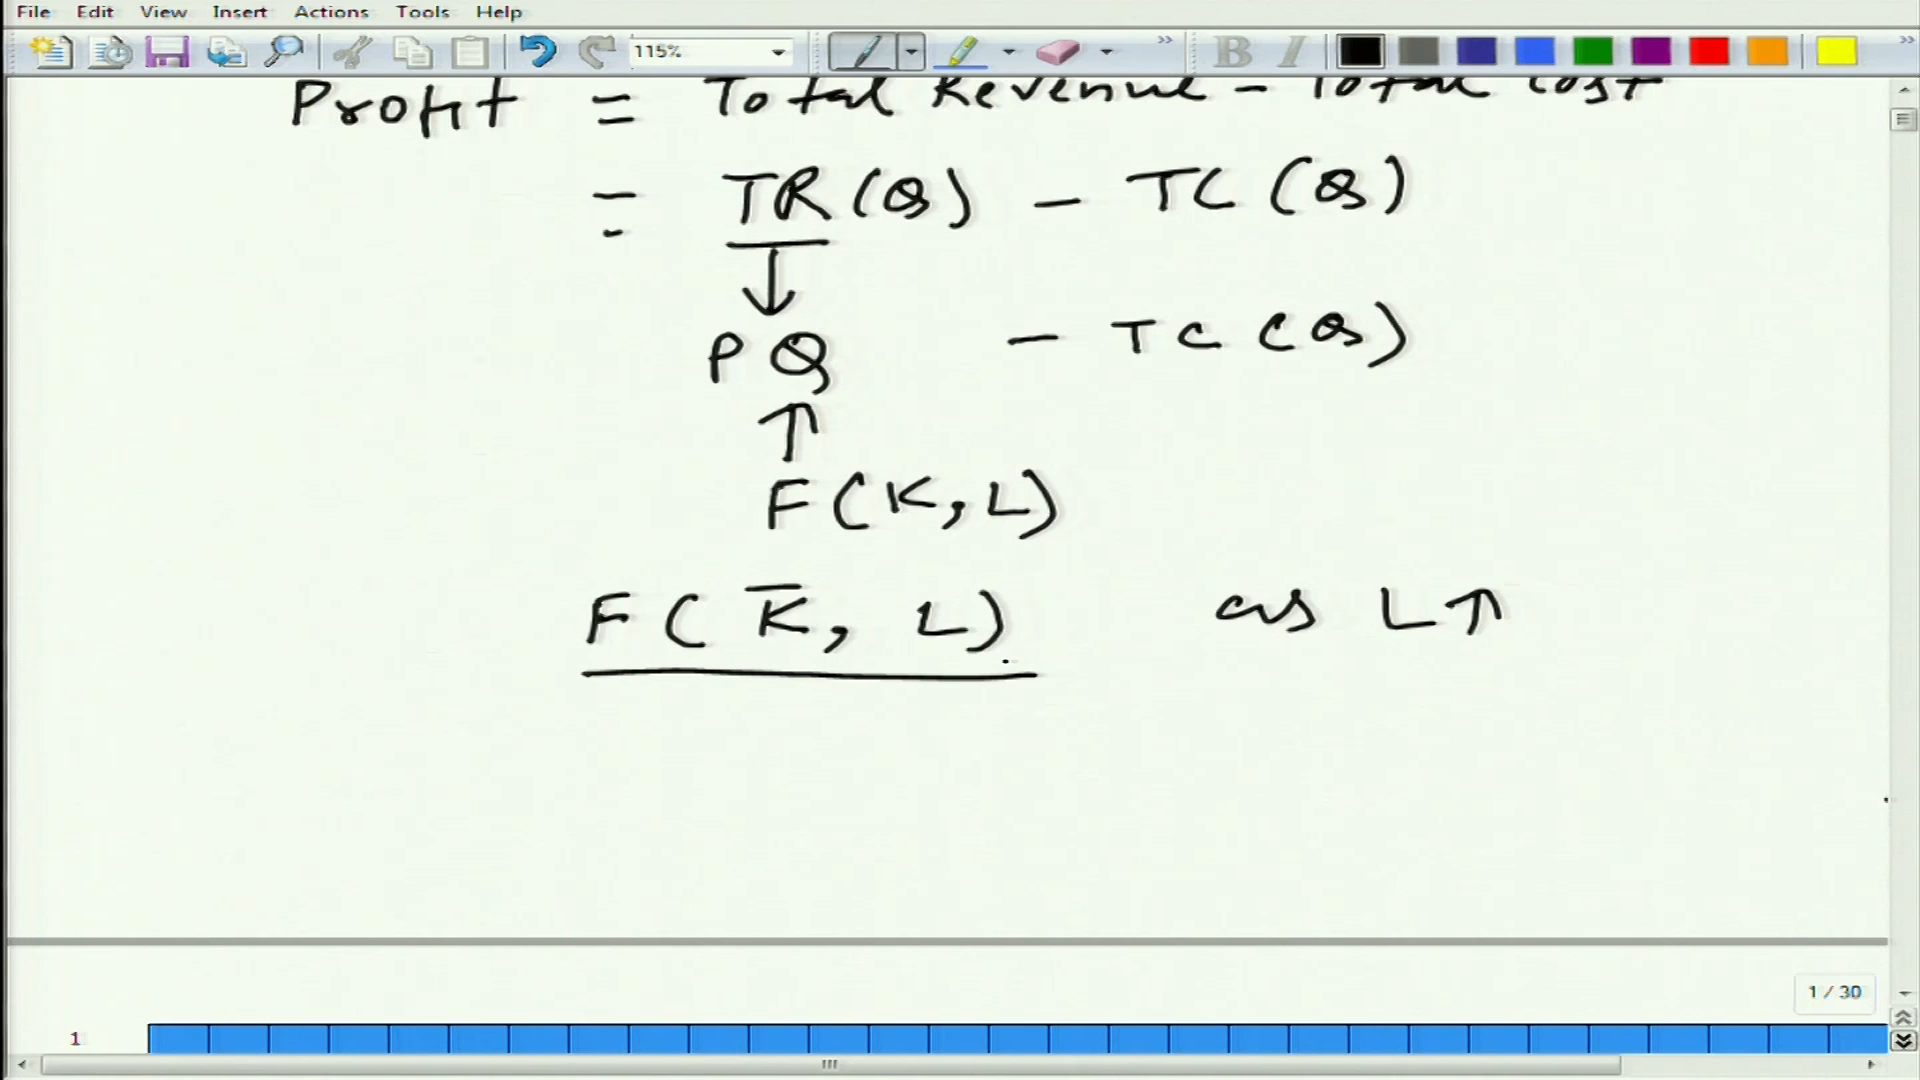 File Edit View Insert Actions Tools Help
115%
B I
Profit = Total Revenue - Total Cost
= TR (Q) - TC (Q)
↓
P Q - TC (Q)
↑
F (K, L)
F ( K̅, L) as L↑
1 / 30
1